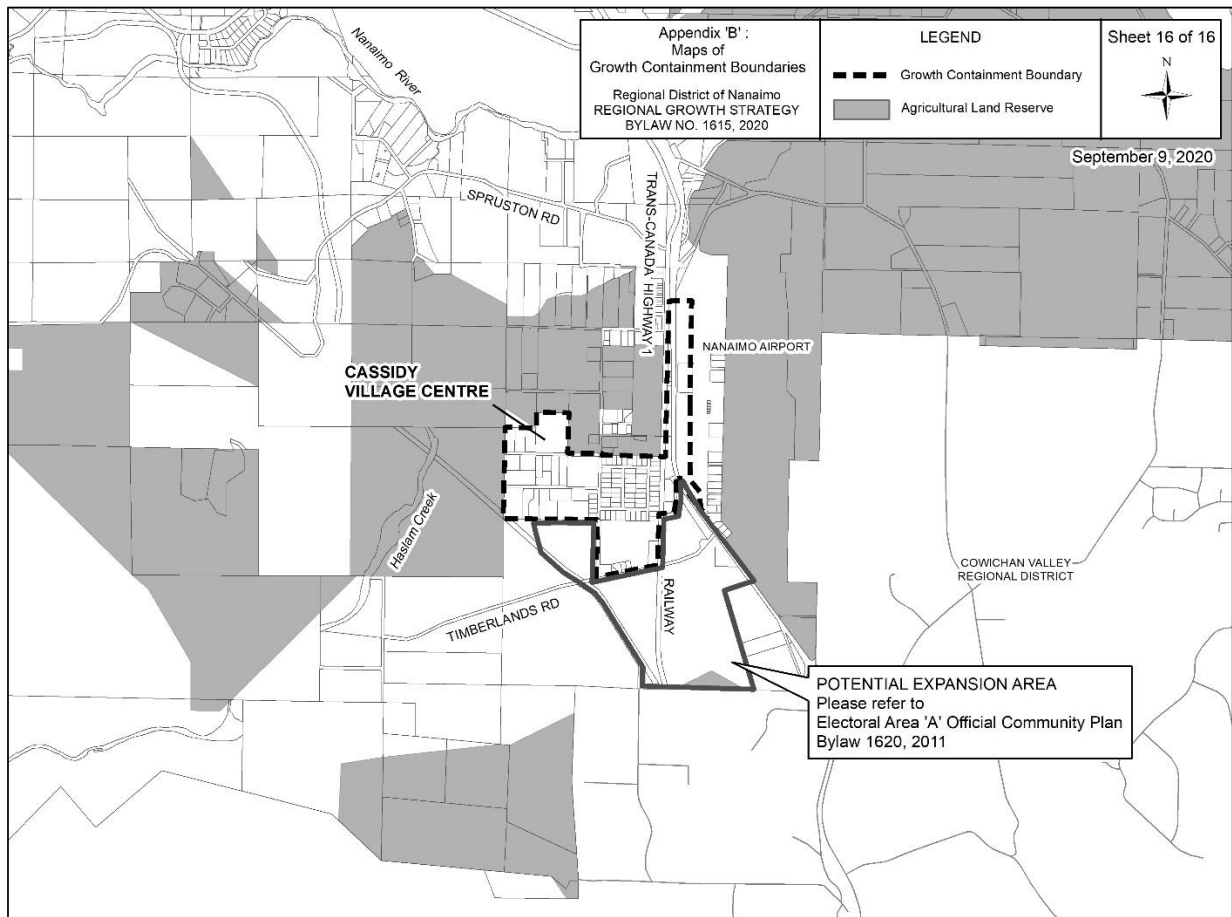 Appendix 'B' :
Maps of
Growth Containment Boundaries
Regional District of Nanaimo
REGIONAL GROWTH STRATEGY
BYLAW NO. 1615, 2020
LEGEND
Growth Containment Boundary
Agricultural Land Reserve
Sheet 16 of 16
N
September 9, 2020
Nanaimo River
SPRUSTON RD
TRANS-CANADA HIGHWAY 1
NANAIMO AIRPORT
CASSIDY
VILLAGE CENTRE
Haslam Creek
COWICHAN VALLEY
REGIONAL DISTRICT
TIMBERLANDS RD
RAILWAY
POTENTIAL EXPANSION AREA
Please refer to
Electoral Area 'A' Official Community Plan
Bylaw 1620, 2011